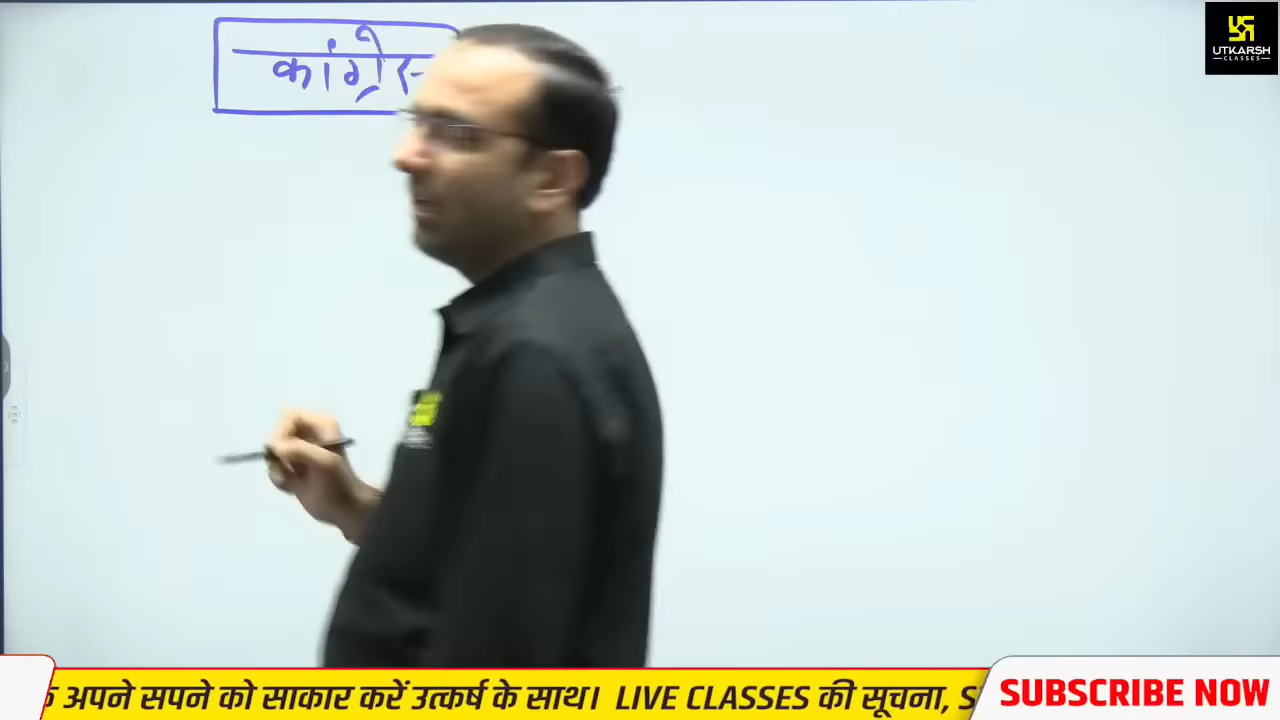 कांग्रेस
UTKARSH
CLASSES
अपने सपने को साकार करें उत्कर्ष के साथ। LIVE CLASSES की सूचना,
SUBSCRIBE NOW